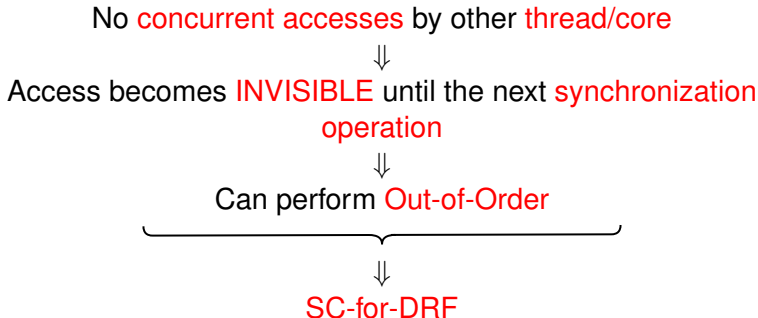 No concurrent accesses by other thread/core
⇓
Access becomes INVISIBLE until the next synchronization
operation
⇓
Can perform Out-of-Order
⇓
SC-for-DRF